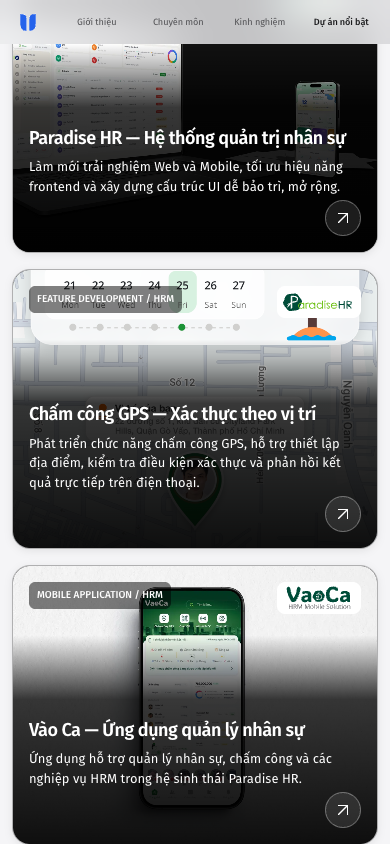 Giới thiệu
Chuyên môn
Kinh nghiệm
Dự án nổi bật
Paradise HR — Hệ thống quản trị nhân sự
Làm mới trải nghiệm Web và Mobile, tối ưu hiệu năng
frontend và xây dựng cấu trúc UI dễ bảo trì, mở rộng.
21 22 23 24 25 26 27
Mon Sat Sun
FEATURE DEVELOPMENT / HRM
ParadiseHR
Số 12
Nguyễn Oanh
Chấm công GPS — Xác thực theo vị trí
Phát triển chức năng chấm công GPS, hỗ trợ thiết lập
địa điểm, kiểm tra điều kiện xác thực và phản hồi kết
quả trực tiếp trên điện thoại.
MOBILE APPLICATION / HRM
VaoCa
HRM Mobile Solution
VaoCa
Vào Ca — Ứng dụng quản lý nhân sự
Ứng dụng hỗ trợ quản lý nhân sự, chấm công và các
nghiệp vụ HRM trong hệ sinh thái Paradise HR.